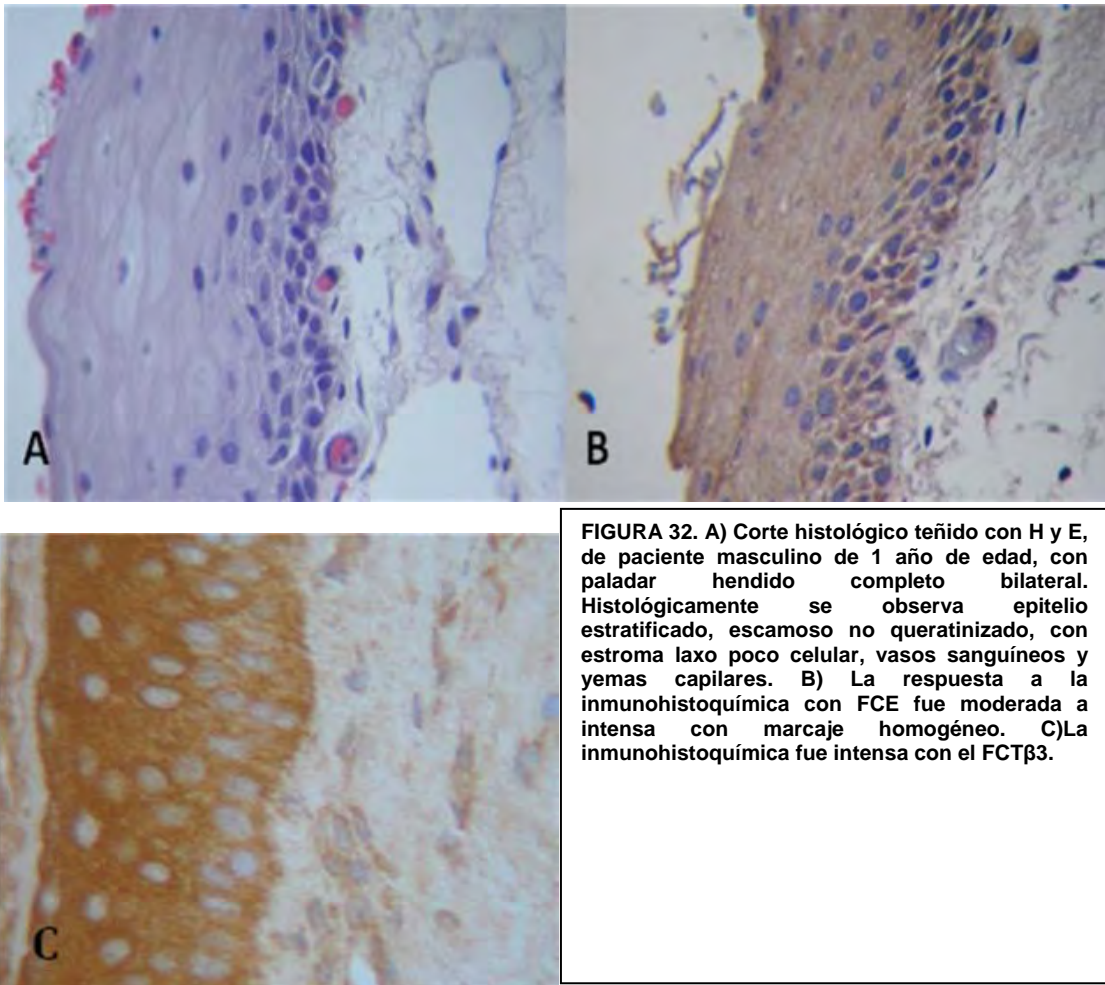 A
B
C
FIGURA 32. A) Corte histológico teñido con H y E,
de paciente masculino de 1 año de edad, con
paladar hendido completo bilateral.
Histológicamente se observa epitelio
estratificado, escamoso no queratinizado, con
estroma laxo poco celular, vasos sanguíneos y
yemas capilares. B) La respuesta a la
inmunohistoquímica con FCE fue moderada a
intensa con marcaje homogéneo. C)La
inmunohistoquímica fue intensa con el FCTβ3.